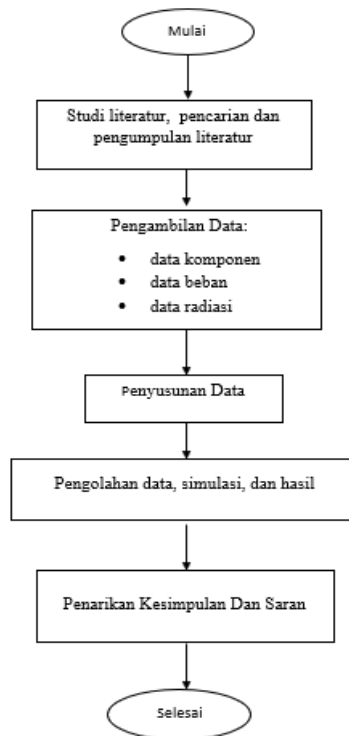 Mulai
Studi literatur, pencarian dan
pengumpulan literatur
Pengambilan Data:
• data komponen
• data beban
• data radiasi
Penyusunan Data
Pengolahan data, simulasi, dan hasil
Penarikan Kesimpulan Dan Saran
Selesai